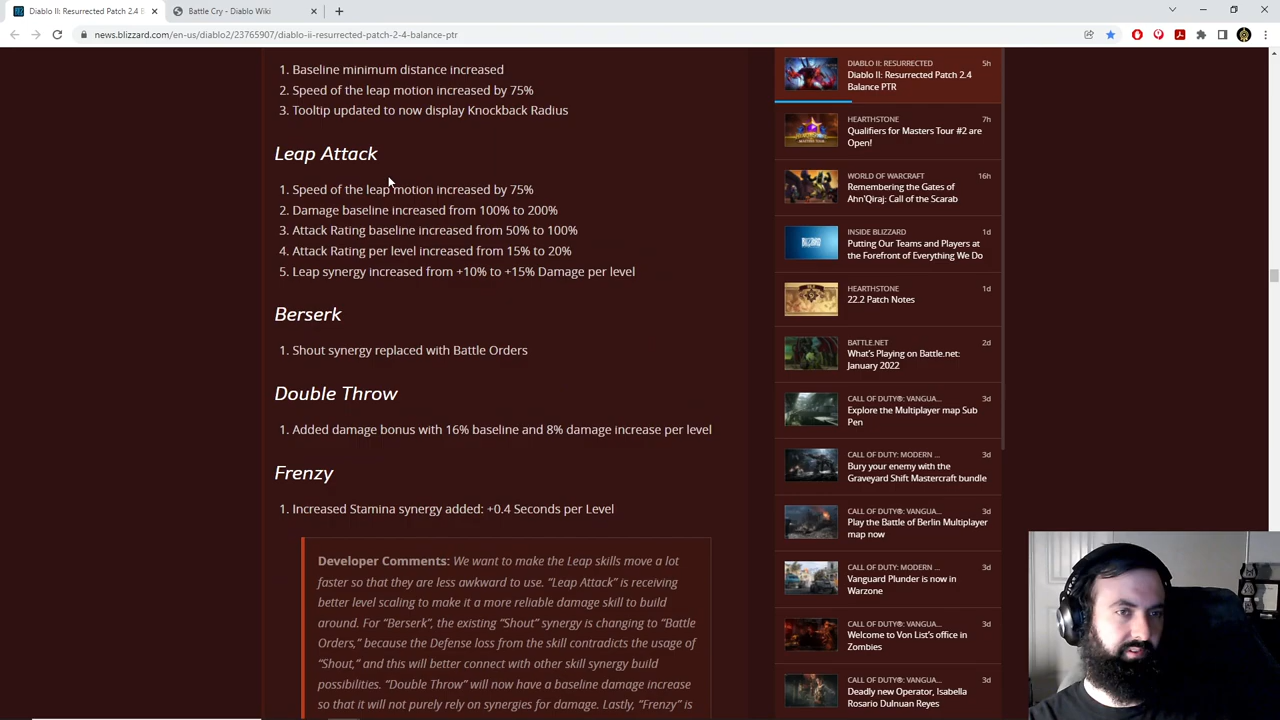 Diablo II: Resurrected Patch 2.4 B
Battle Cry - Diablo Wiki
news.blizzard.com/en-us/diablo2/23765907/diablo-ii-resurrected-patch-2-4-balance-ptr
1. Baseline minimum distance increased
2. Speed of the leap motion increased by 75%
3. Tooltip updated to now display Knockback Radius
Leap Attack
1. Speed of the leap motion increased by 75%
2. Damage baseline increased from 100% to 200%
3. Attack Rating baseline increased from 50% to 100%
4. Attack Rating per level increased from 15% to 20%
5. Leap synergy increased from +10% to +15% Damage per level
Berserk
1. Shout synergy replaced with Battle Orders
Double Throw
1. Added damage bonus with 16% baseline and 8% damage increase per level
Frenzy
1. Increased Stamina synergy added: +0.4 Seconds per Level
Developer Comments: We want to make the Leap skills move a lot
faster so that they are less awkward to use. “Leap Attack” is receiving
better level scaling to make it a more reliable damage skill to build
around. For “Berserk”, the existing “Shout” synergy is changing to “Battle
Orders,” because the Defense loss from the skill contradicts the usage of
“Shout,” and this will better connect with other skill synergy build
possibilities. “Double Throw” will now have a baseline damage increase
so that it will not purely rely on synergies for damage. Lastly, “Frenzy” is
DIABLO II: RESURRECTED 5h
Diablo II: Resurrected Patch 2.4
Balance PTR
HEARTHSTONE 7h
Qualifiers for Masters Tour #2 are
Open!
WORLD OF WARCRAFT 16h
Remembering the Gates of
Ahn'Qiraj: Call of the Scarab
INSIDE BLIZZARD 1d
Putting Our Teams and Players at
the Forefront of Everything We Do
HEARTHSTONE 1d
22.2 Patch Notes
BATTLE.NET 2d
What's Playing on Battle.net:
January 2022
CALL OF DUTY®: VANGUA... 3d
Explore the Multiplayer map Sub
Pen
CALL OF DUTY: MODERN ... 3d
Bury your enemy with the
Graveyard Shift Mastercraft bundle
CALL OF DUTY®: VANGUA... 3d
Play the Battle of Berlin Multiplayer
map now
CALL OF DUTY: MODERN ... 3d
Vanguard Plunder is now in
Warzone
CALL OF DUTY®: VANGUA... 3d
Welcome to Von List's office in
Zombies
CALL OF DUTY®: VANGUA... 3d
Deadly new Operator, Isabella
Rosario Dulnuan Reyes